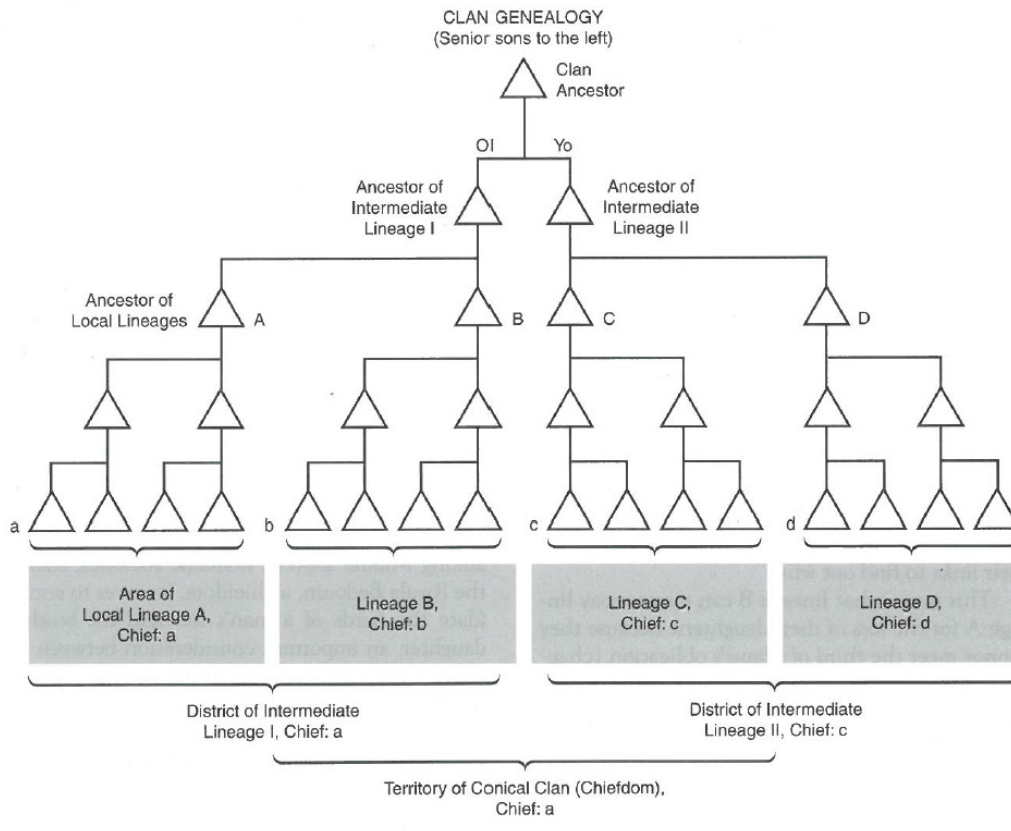 CLAN GENEALOGY
(Senior sons to the left)
Clan
Ancestor
Ol
Yo
Ancestor of
Intermediate
Lineage I
Ancestor of
Intermediate
Lineage II
Ancestor of
Local Lineages
A
B
C
D
a
b
c
d
Area of
Local Lineage A,
Chief: a
Lineage B,
Chief: b
Lineage C,
Chief: c
Lineage D,
Chief: d
District of Intermediate
Lineage I, Chief: a
District of Intermediate
Lineage II, Chief: c
Territory of Conical Clan (Chiefdom),
Chief: a